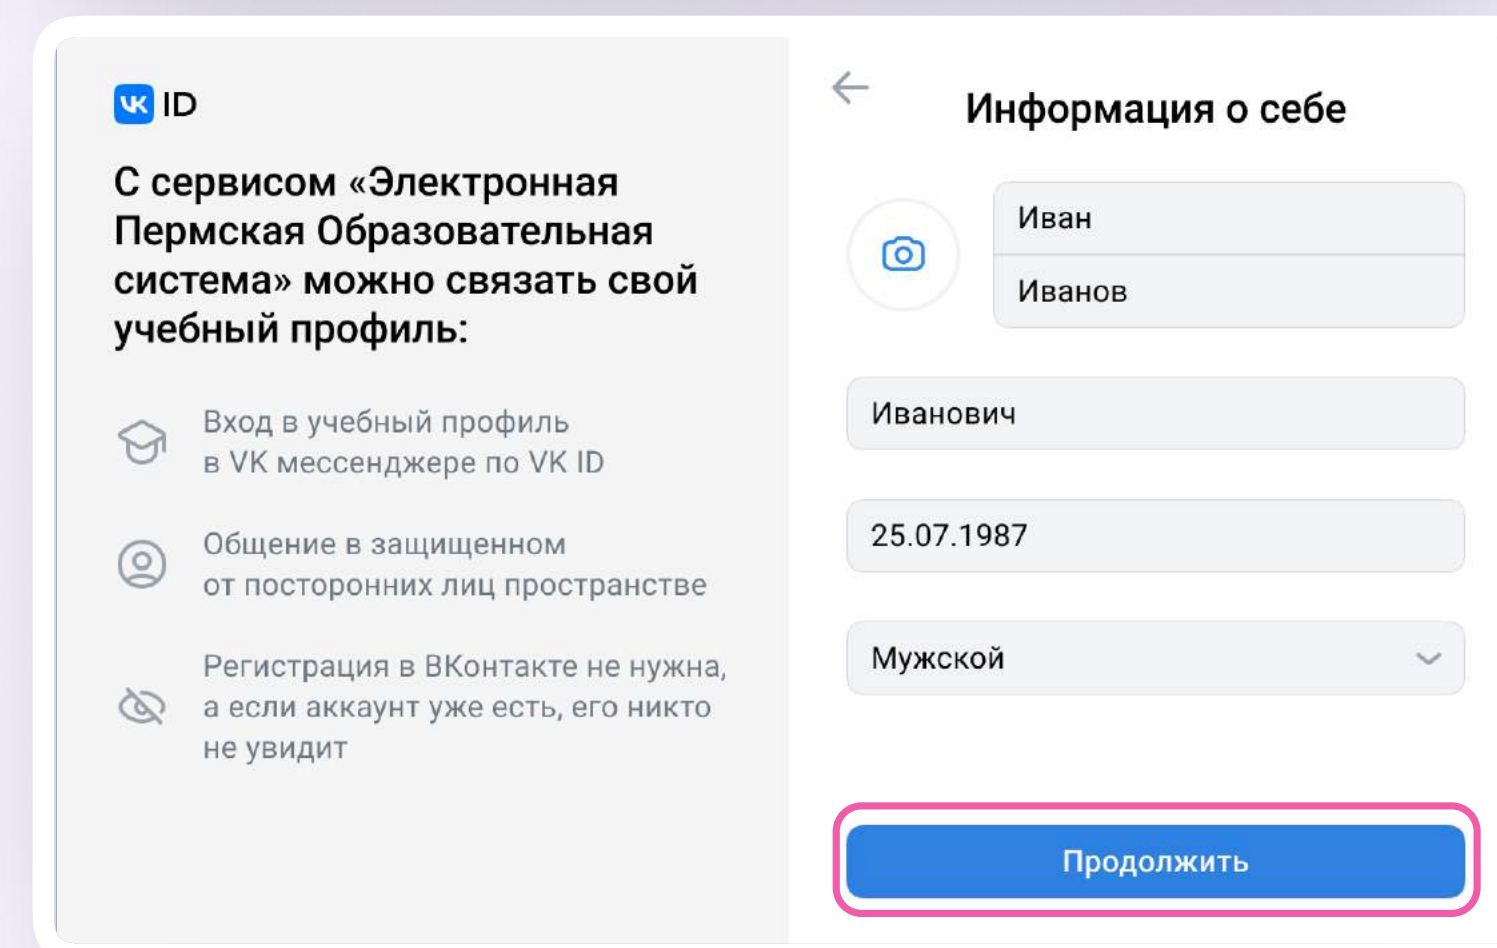 VK ID
С сервисом «Электронная
Пермская Образовательная
система» можно связать свой
учебный профиль:
Вход в учебный профиль
в VK мессенджере по VK ID
Общение в защищенном
от посторонних лиц пространстве
Регистрация в ВКонтакте не нужна,
а если аккаунт уже есть, его никто
не увидит
Информация о себе
Иван
Иванов
Иванович
25.07.1987
Мужской
Продолжить